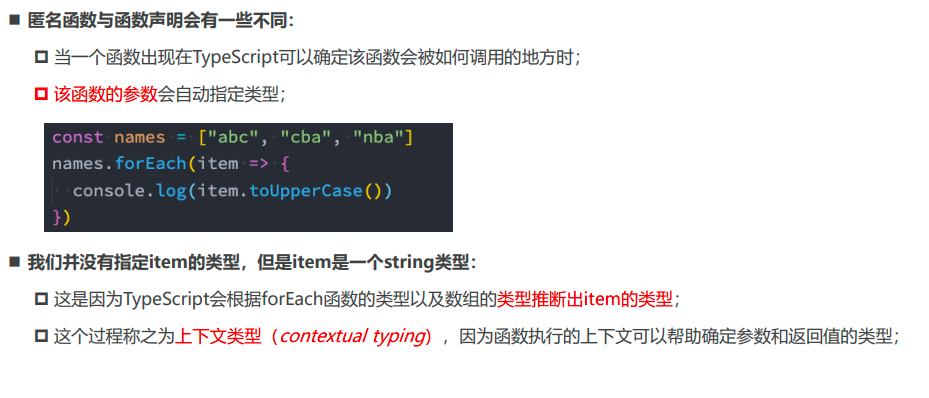 匿名函数与函数声明会有一些不同：
当一个函数出现在TypeScript可以确定该函数会被如何调用的地方时；
该函数的参数会自动指定类型；
const names = ["abc", "cba", "nba"]
names.forEach(item => {
  console.log(item.toUpperCase())
})
我们并没有指定item的类型，但是item是一个string类型：
这是因为TypeScript会根据forEach函数的类型以及数组的类型推断出item的类型；
这个过程称之为上下文类型（contextual typing），因为函数执行的上下文可以帮助确定参数和返回值的类型；